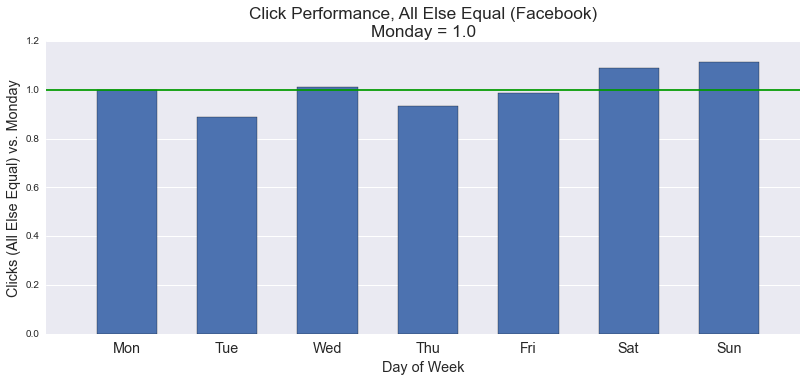 Click Performance, All Else Equal (Facebook)
Monday = 1.0
Clicks (All Else Equal) vs. Monday
1.2
1.0
0.8
0.6
0.4
0.2
0.0
Mon Tue Wed Thu Fri Sat Sun
Day of Week